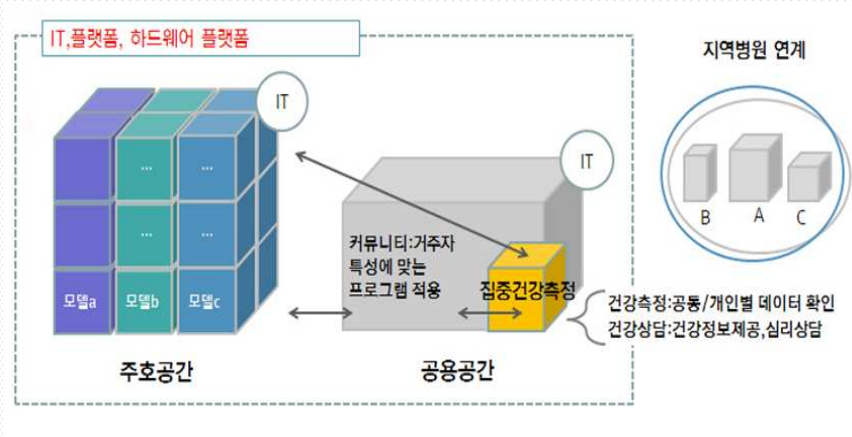 IT,플랫폼, 하드웨어 플랫폼
지역병원 연계
IT
IT
...
...
...
...
B
A
C
커뮤니티:거주자
특성에 맞는
프로그램 적용
집중건강측정
모델a
모델b
모델c
건강측정:공동/개인별 데이터 확인
건강상담:건강정보제공,심리상담
주호공간
공용공간